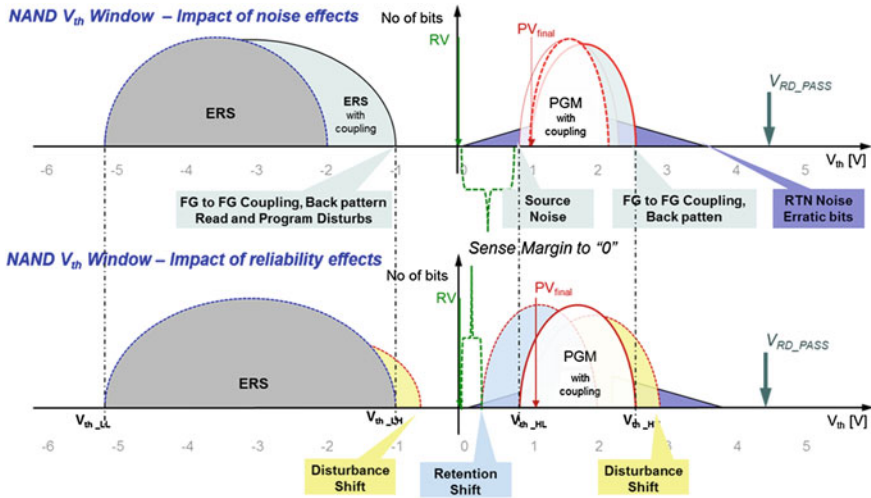 NAND Vth Window – Impact of noise effects
No of bits
RV
PVfinal
VRD_PASS
ERS
ERS
with
coupling
PGM
with
coupling
-6 -5 -4 -3 -2 -1 0 1 2 3 4 5
Vth [V]
FG to FG Coupling, Back pattern
Read and Program Disturbs
Source
Noise
FG to FG Coupling,
Back patten
RTN Noise
Erratic bits
Sense Margin to “0”
NAND Vth Window – Impact of reliability effects
No of bits
RV
PVfinal
VRD_PASS
ERS
PGM
with
coupling
Vth_LL
Vth_LH
Vth_HL
Vth_H
-6 -5 -4 -3 -2 -1 0 1 2 3 4 5
Vth [V]
Disturbance
Shift
Retention
Shift
Disturbance
Shift